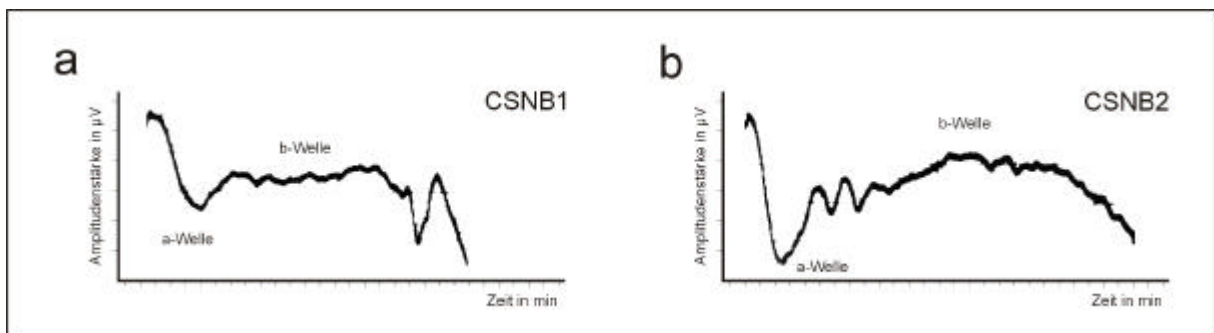 a
CSNB1
Amplitudenstärke in µV
b-Welle
a-Welle
Zeit in min
b
CSNB2
Amplitudenstärke in µV
b-Welle
a-Welle
Zeit in min